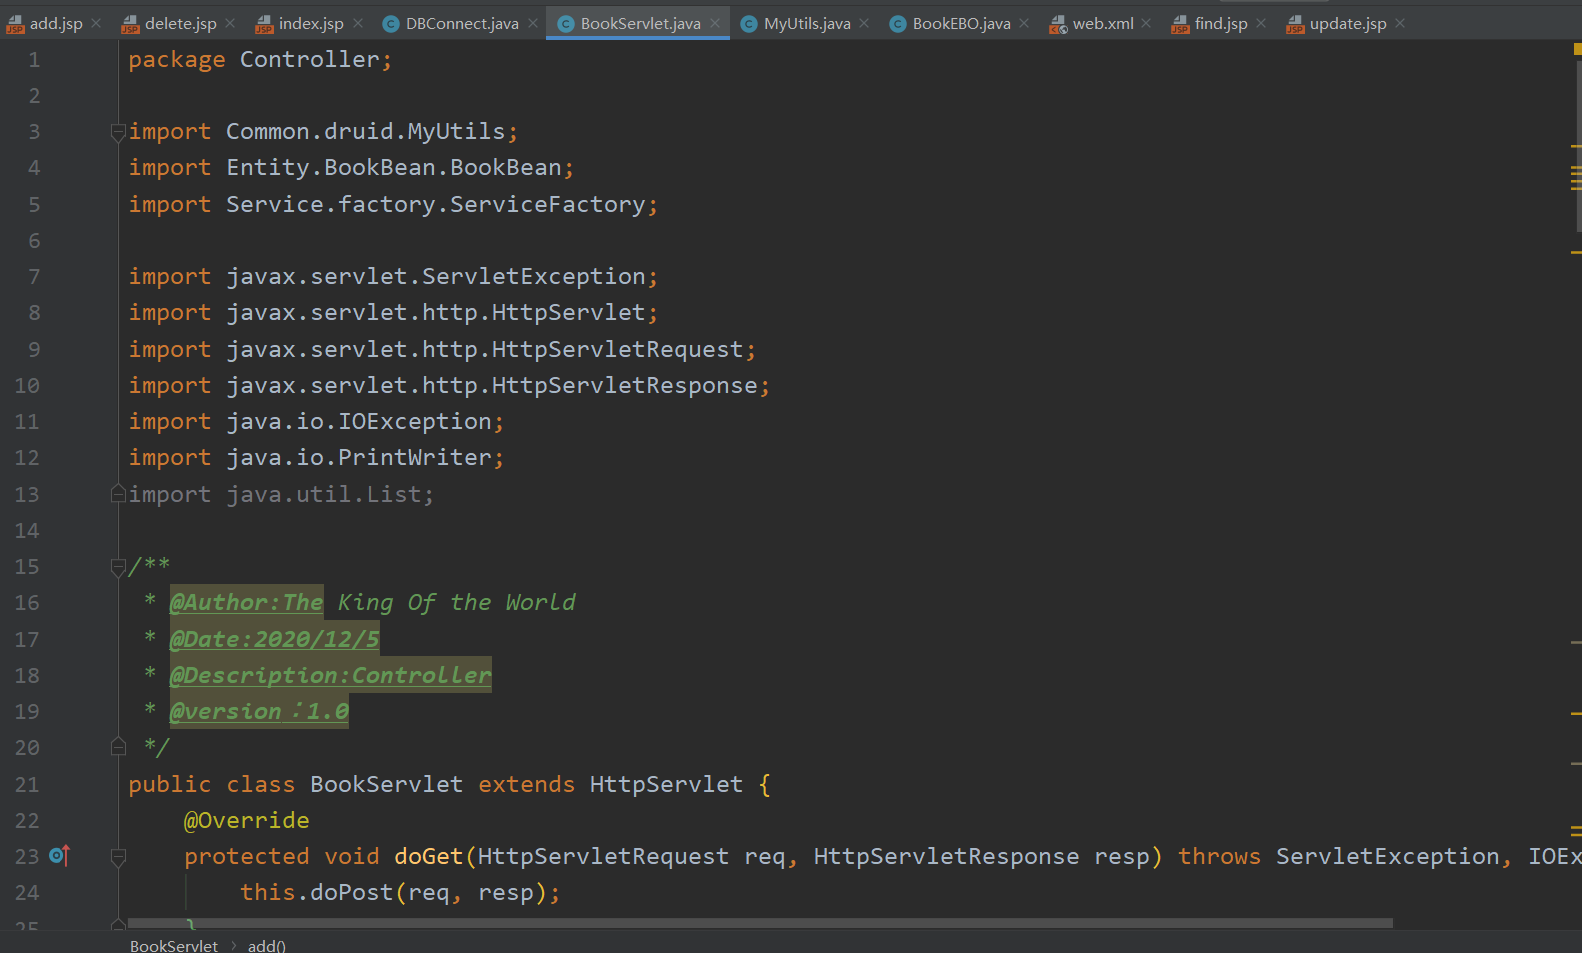 add.jsp delete.jsp index.jsp DBConnect.java BookServlet.java MyUtils.java BookEBO.java web.xml find.jsp update.jsp
1 package Controller;
2
3 import Common.druid.MyUtils;
4 import Entity.BookBean.BookBean;
5 import Service.factory.ServiceFactory;
6
7 import javax.servlet.ServletException;
8 import javax.servlet.http.HttpServlet;
9 import javax.servlet.http.HttpServletRequest;
10 import javax.servlet.http.HttpServletResponse;
11 import java.io.IOException;
12 import java.io.PrintWriter;
13 import java.util.List;
14
15 /**
16 * @Author:The King Of the World
17 * @Date:2020/12/5
18 * @Description:Controller
19 * @version：1.0
20 */
21 public class BookServlet extends HttpServlet {
22 @Override
23 protected void doGet(HttpServletRequest req, HttpServletResponse resp) throws ServletException, IOEx
24 this.doPost(req, resp);
25 }
BookServlet › add()